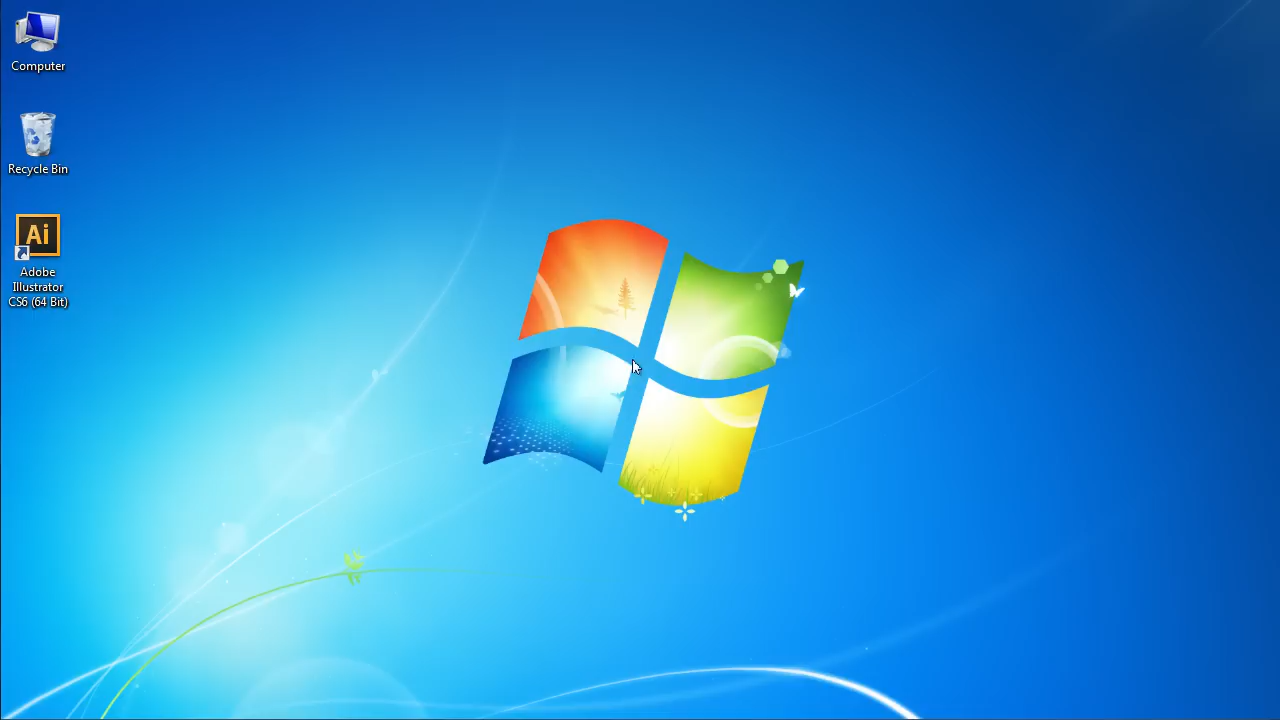 Computer
Recycle Bin
Ai
Adobe
Illustrator
CS6 (64 Bit)